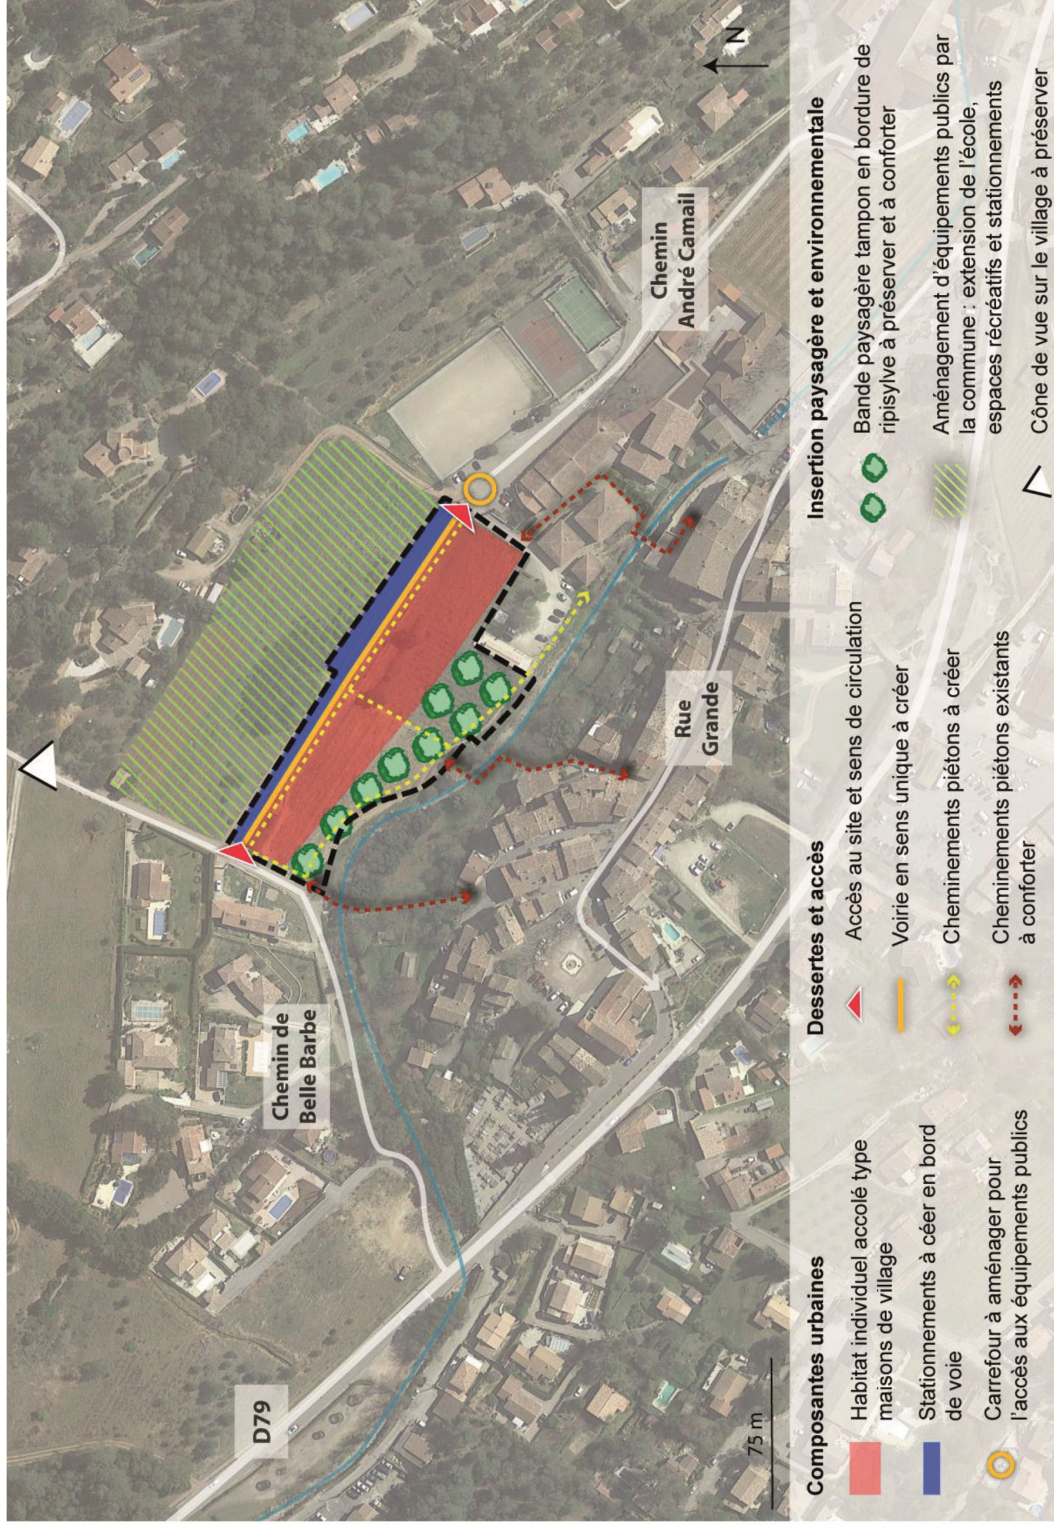 D79
Chemin de
Belle Barbe
Rue
Grande
Chemin
André Camail
N
75 m
Composantes urbaines
Habitat individuel accolé type
maisons de village
Stationnements à céer en bord
de voie
Carrefour à aménager pour
l'accès aux équipements publics
Dessertes et accès
Accès au site et sens de circulation
Voirie en sens unique à créer
Cheminements piétons à créer
Cheminements piétons existants
à conforter
Insertion paysagère et environnementale
Bande paysagère tampon en bordure de
ripisylve à préserver et à conforter
Aménagement d'équipements publics par
la commune : extension de l'école,
espaces récréatifs et stationnements
Cône de vue sur le village à préserver